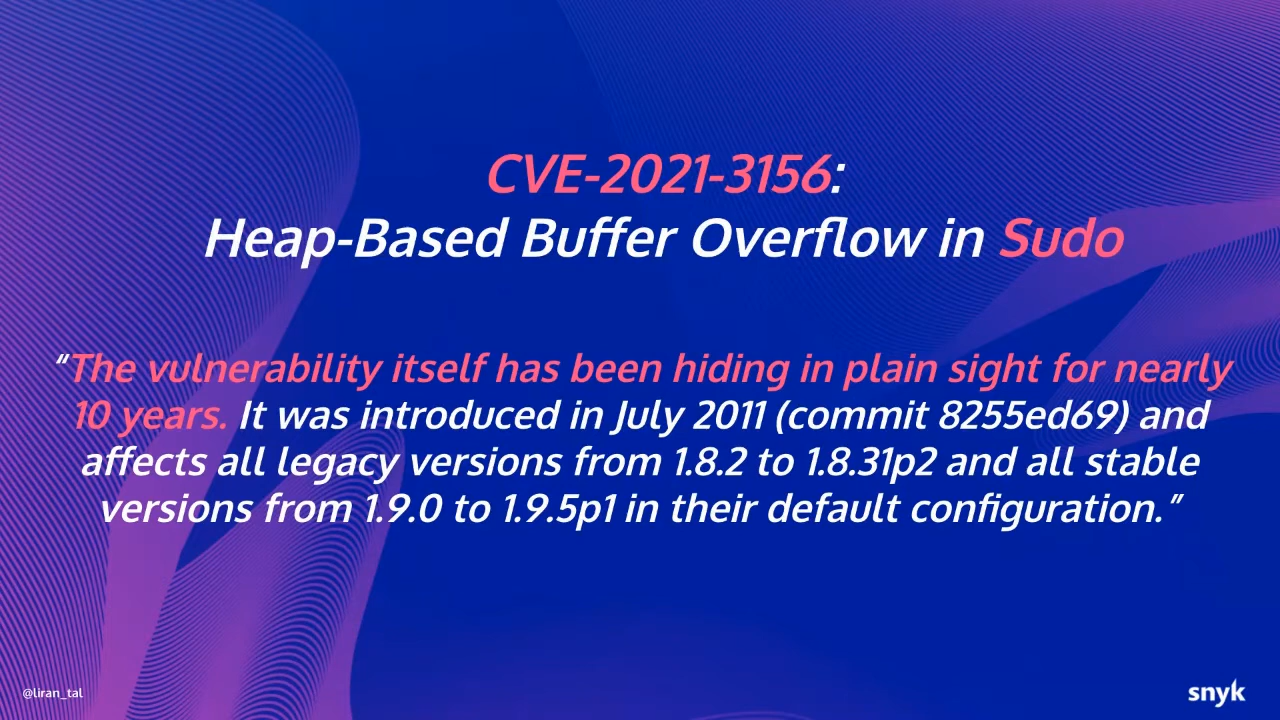 CVE-2021-3156:
Heap-Based Buffer Overflow in Sudo
“The vulnerability itself has been hiding in plain sight for nearly
10 years. It was introduced in July 2011 (commit 8255ed69) and
affects all legacy versions from 1.8.2 to 1.8.31p2 and all stable
versions from 1.9.0 to 1.9.5p1 in their default configuration.”
@liran_tal
snyk